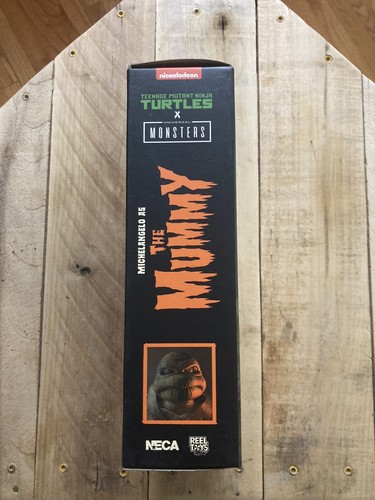 nickelodeon
TEENAGE MUTANT NINJA
TURTLES
X
UNIVERSAL
MONSTERS
MICHELANGELO AS
THE
MUMMY
NECA
REEL
TOYS